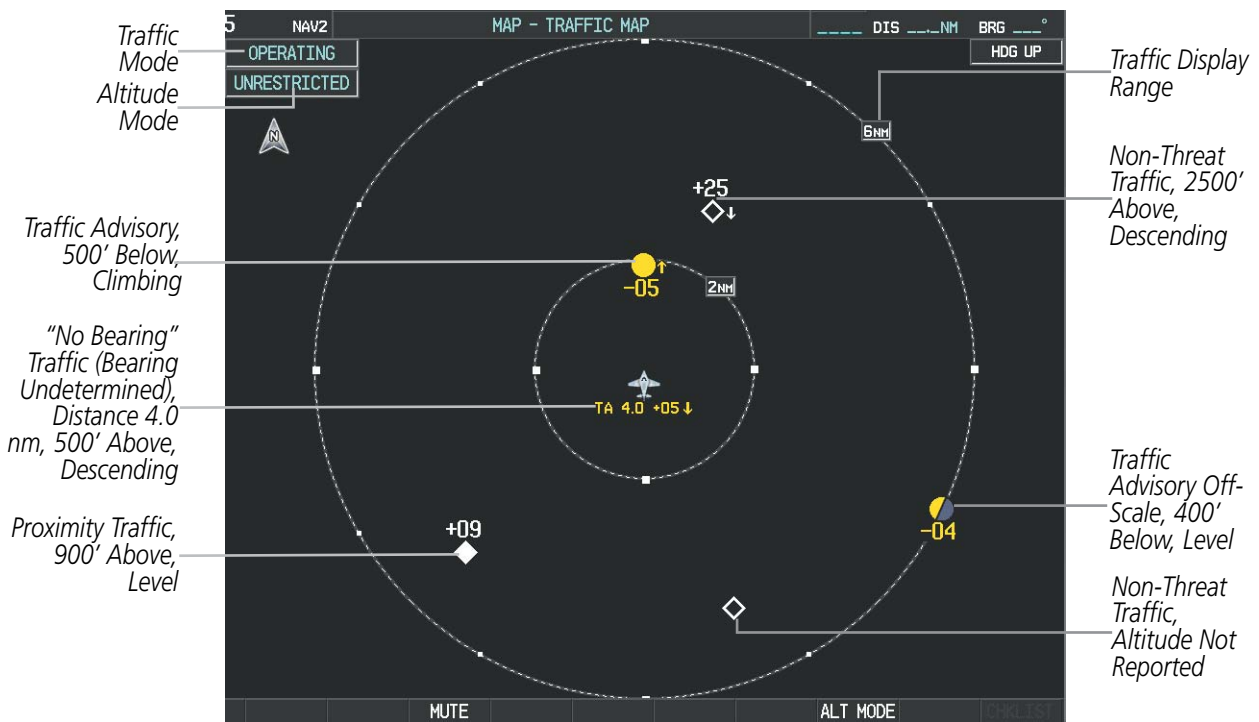 5 NAV2 MAP – TRAFFIC MAP ____ DIS __._NM BRG ___°
OPERATING
HDG UP
UNRESTRICTED
N
6NM
+25
-05
2NM
TA 4.0 +05↓
-04
+09
MUTE ALT MODE CHKLIST
Traffic
Mode
Altitude
Mode
Traffic Advisory,
500’ Below,
Climbing
“No Bearing”
Traffic (Bearing
Undetermined),
Distance 4.0
nm, 500’ Above,
Descending
Proximity Traffic,
900’ Above,
Level
Traffic Display
Range
Non-Threat
Traffic, 2500’
Above,
Descending
Traffic
Advisory Off-
Scale, 400’
Below, Level
Non-Threat
Traffic,
Altitude Not
Reported